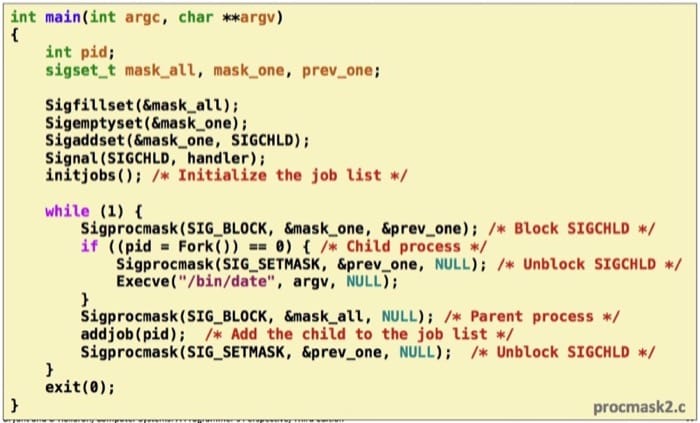 int main(int argc, char **argv)
{
    int pid;
    sigset_t mask_all, mask_one, prev_one;

    Sigfillset(&mask_all);
    Sigemptyset(&mask_one);
    Sigaddset(&mask_one, SIGCHLD);
    Signal(SIGCHLD, handler);
    initjobs(); /* Initialize the job list */

    while (1) {
        Sigprocmask(SIG_BLOCK, &mask_one, &prev_one); /* Block SIGCHLD */
        if ((pid = Fork()) == 0) { /* Child process */
            Sigprocmask(SIG_SETMASK, &prev_one, NULL); /* Unblock SIGCHLD */
            Execve("/bin/date", argv, NULL);
        }
        Sigprocmask(SIG_BLOCK, &mask_all, NULL); /* Parent process */
        addjob(pid);  /* Add the child to the job list */
        Sigprocmask(SIG_SETMASK, &prev_one, NULL);  /* Unblock SIGCHLD */
    }
    exit(0);
}
procmask2.c